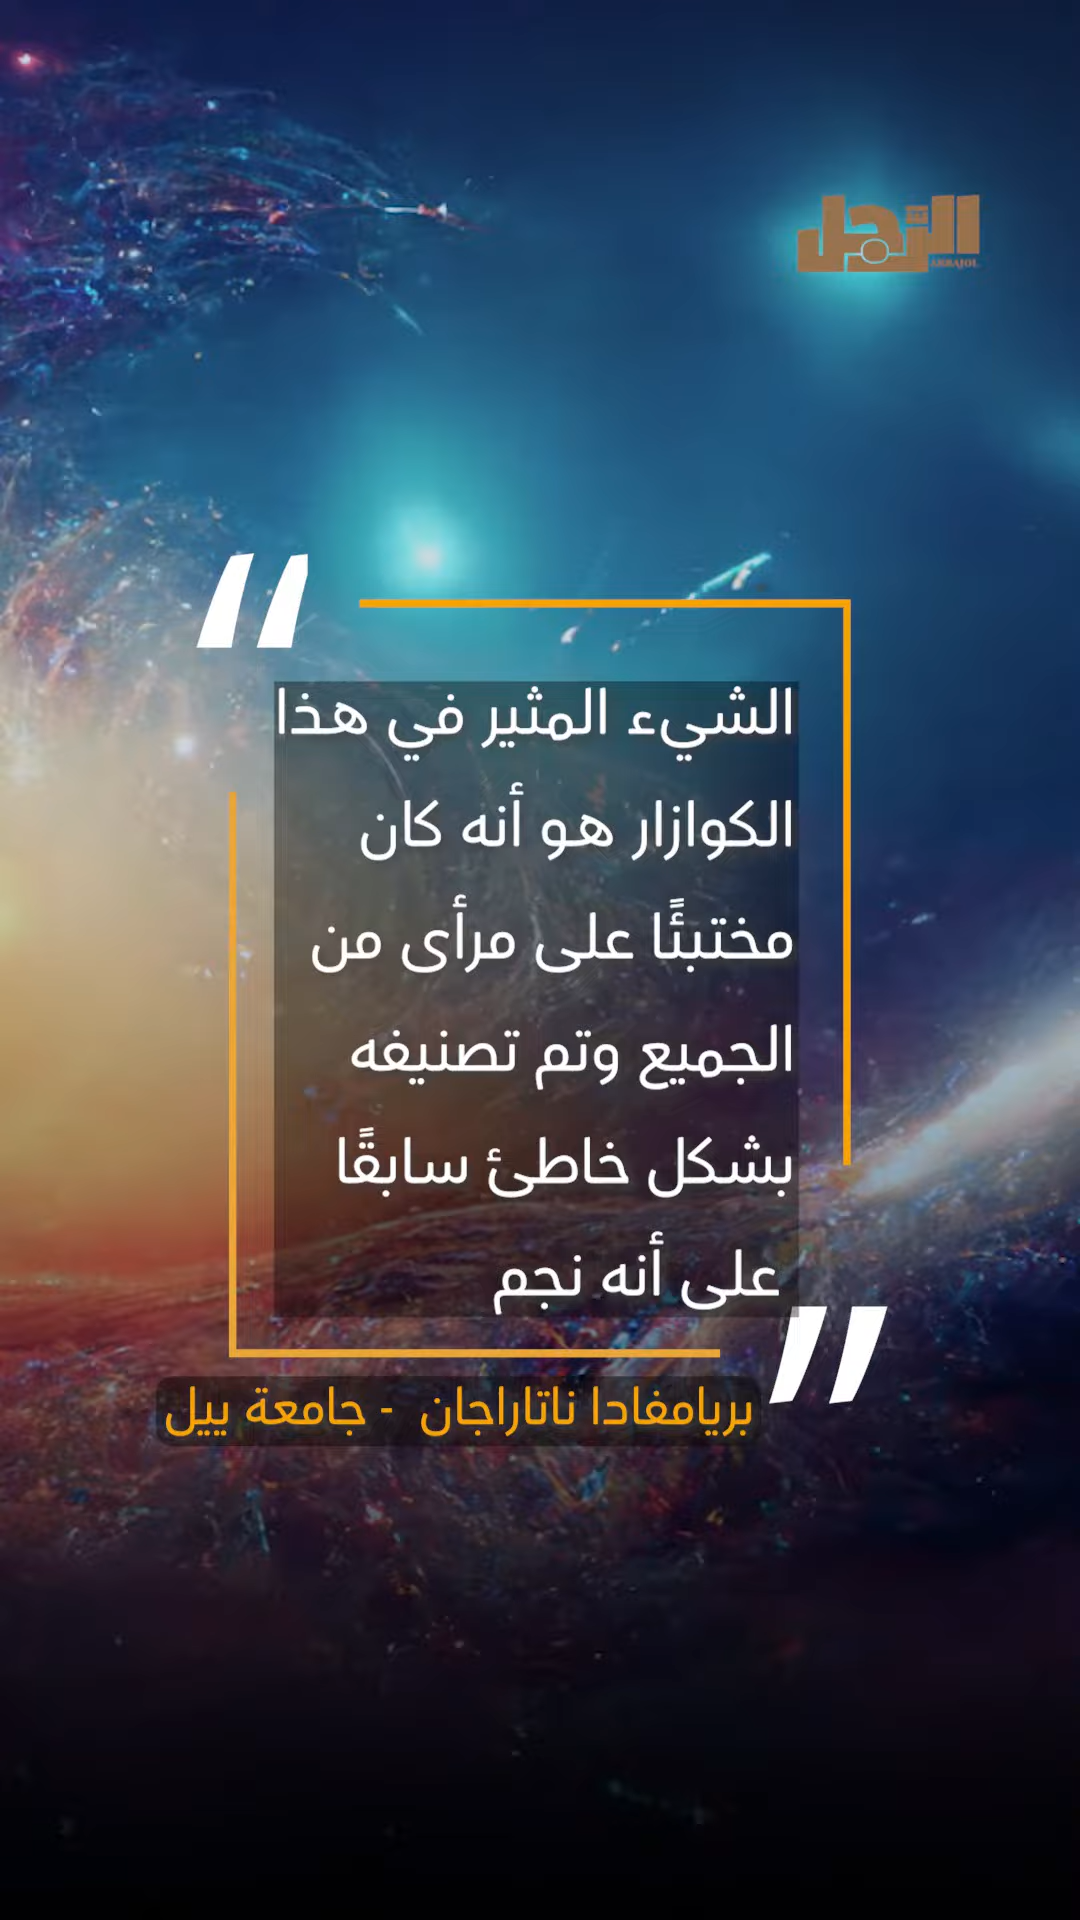 الرجل
ARRAJOL
"
الشيء المثير في هذا
الكوازار هو أنه كان
مختبئًا على مرأى من
الجميع وتم تصنيفه
بشكل خاطئ سابقًا
على أنه نجم
"
بريامفادا ناتاراجان - جامعة ييل